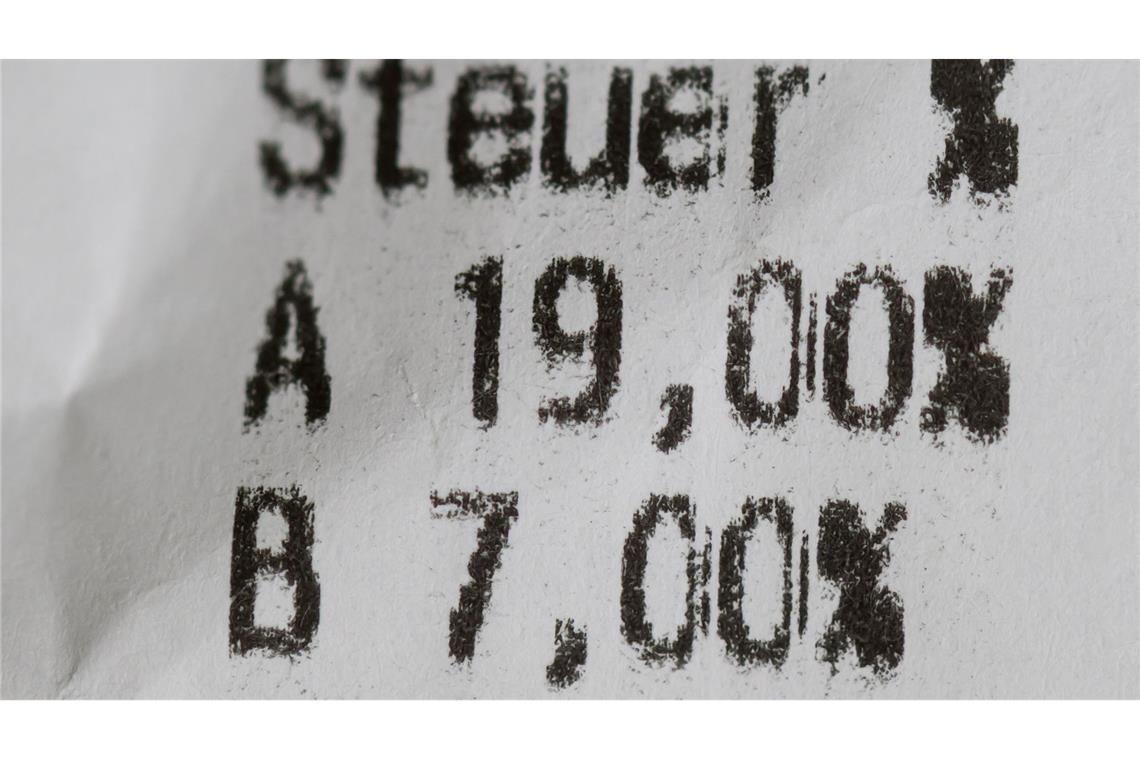 Steuer %
A 19,00%
B 7,00%